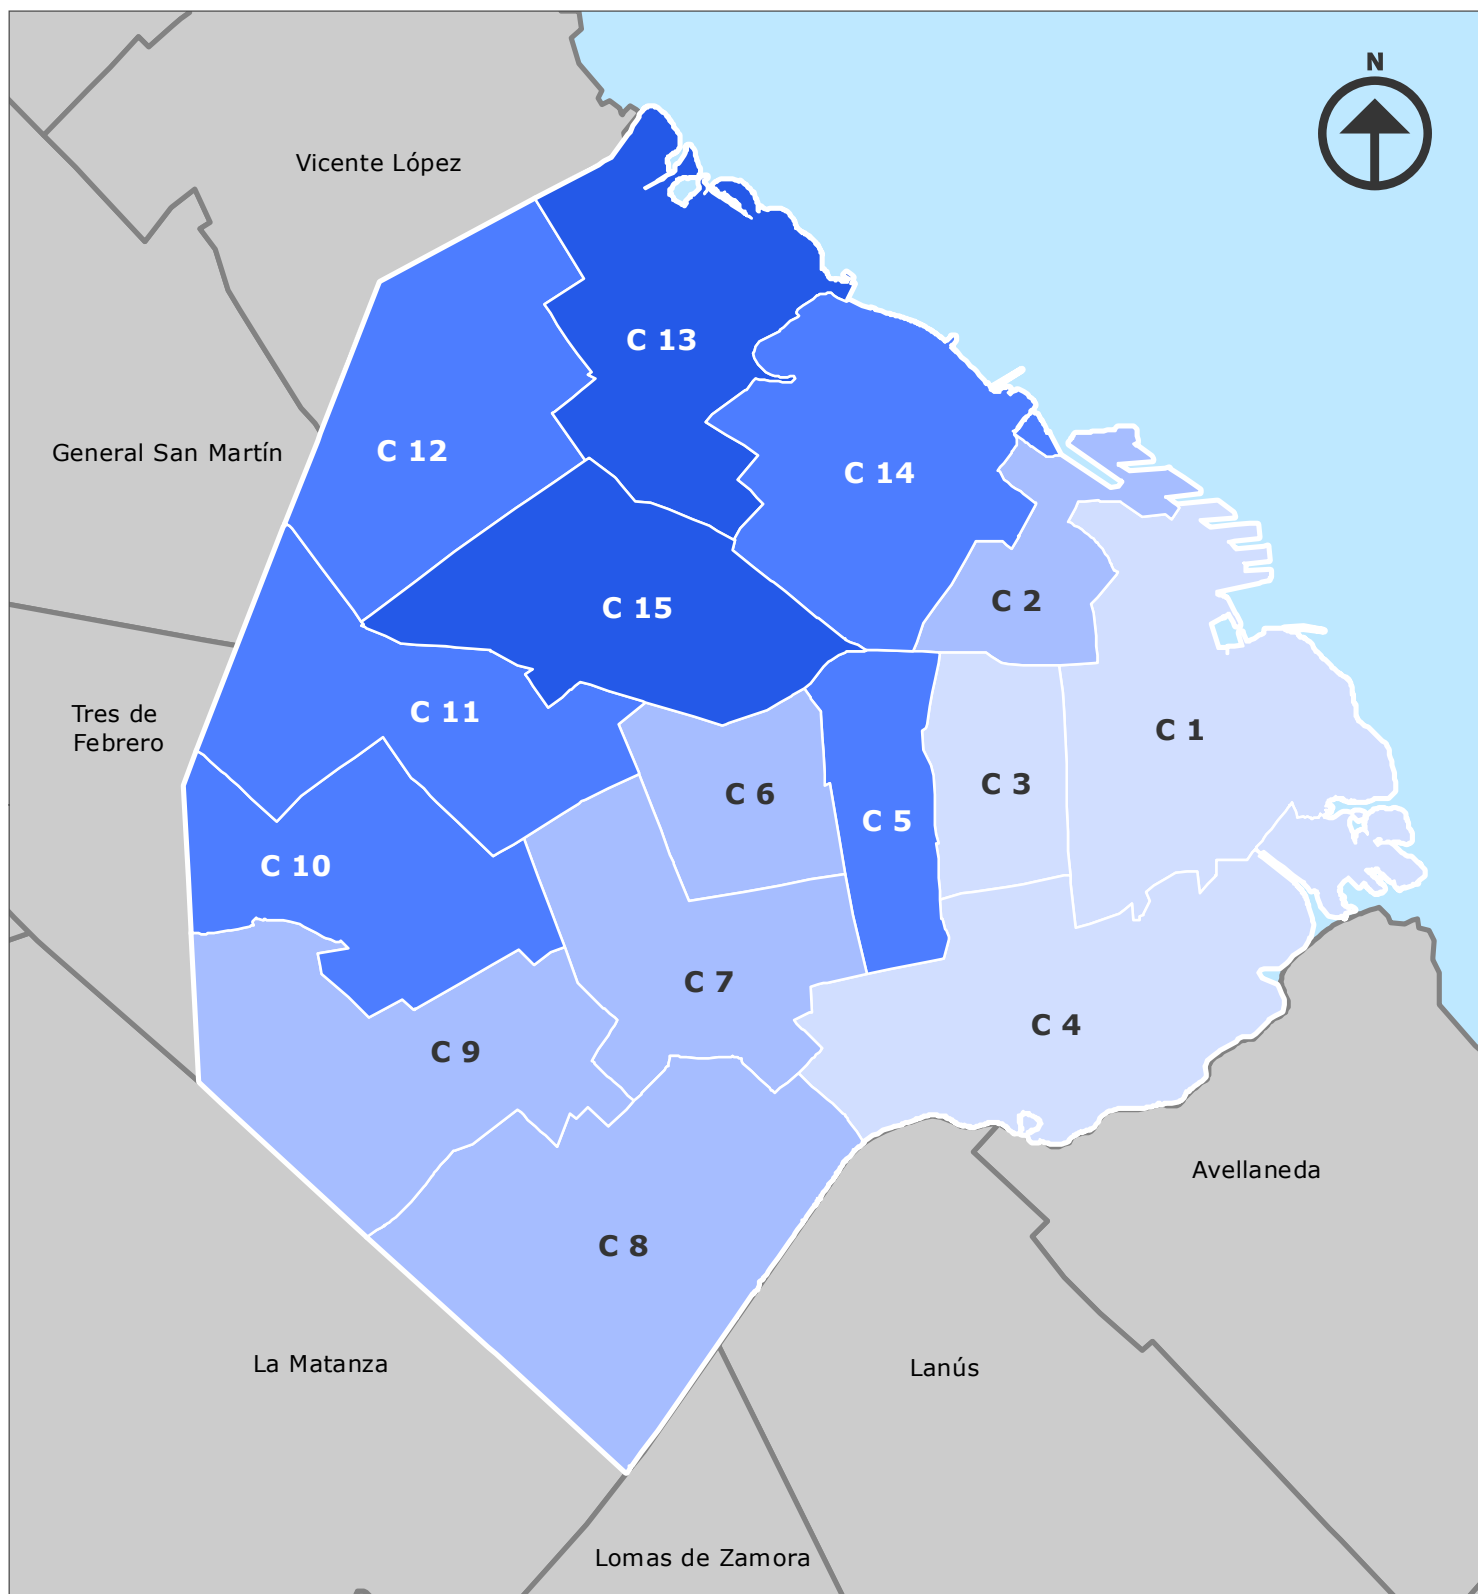 N
Vicente López
C 13
General San Martín
C 12
C 14
C 2
C 15
C 11
Tres de
Febrero
C 1
C 3
C 6
C 5
C 10
C 7
C 4
C 9
Avellaneda
C 8
La Matanza
Lanús
Lomas de Zamora